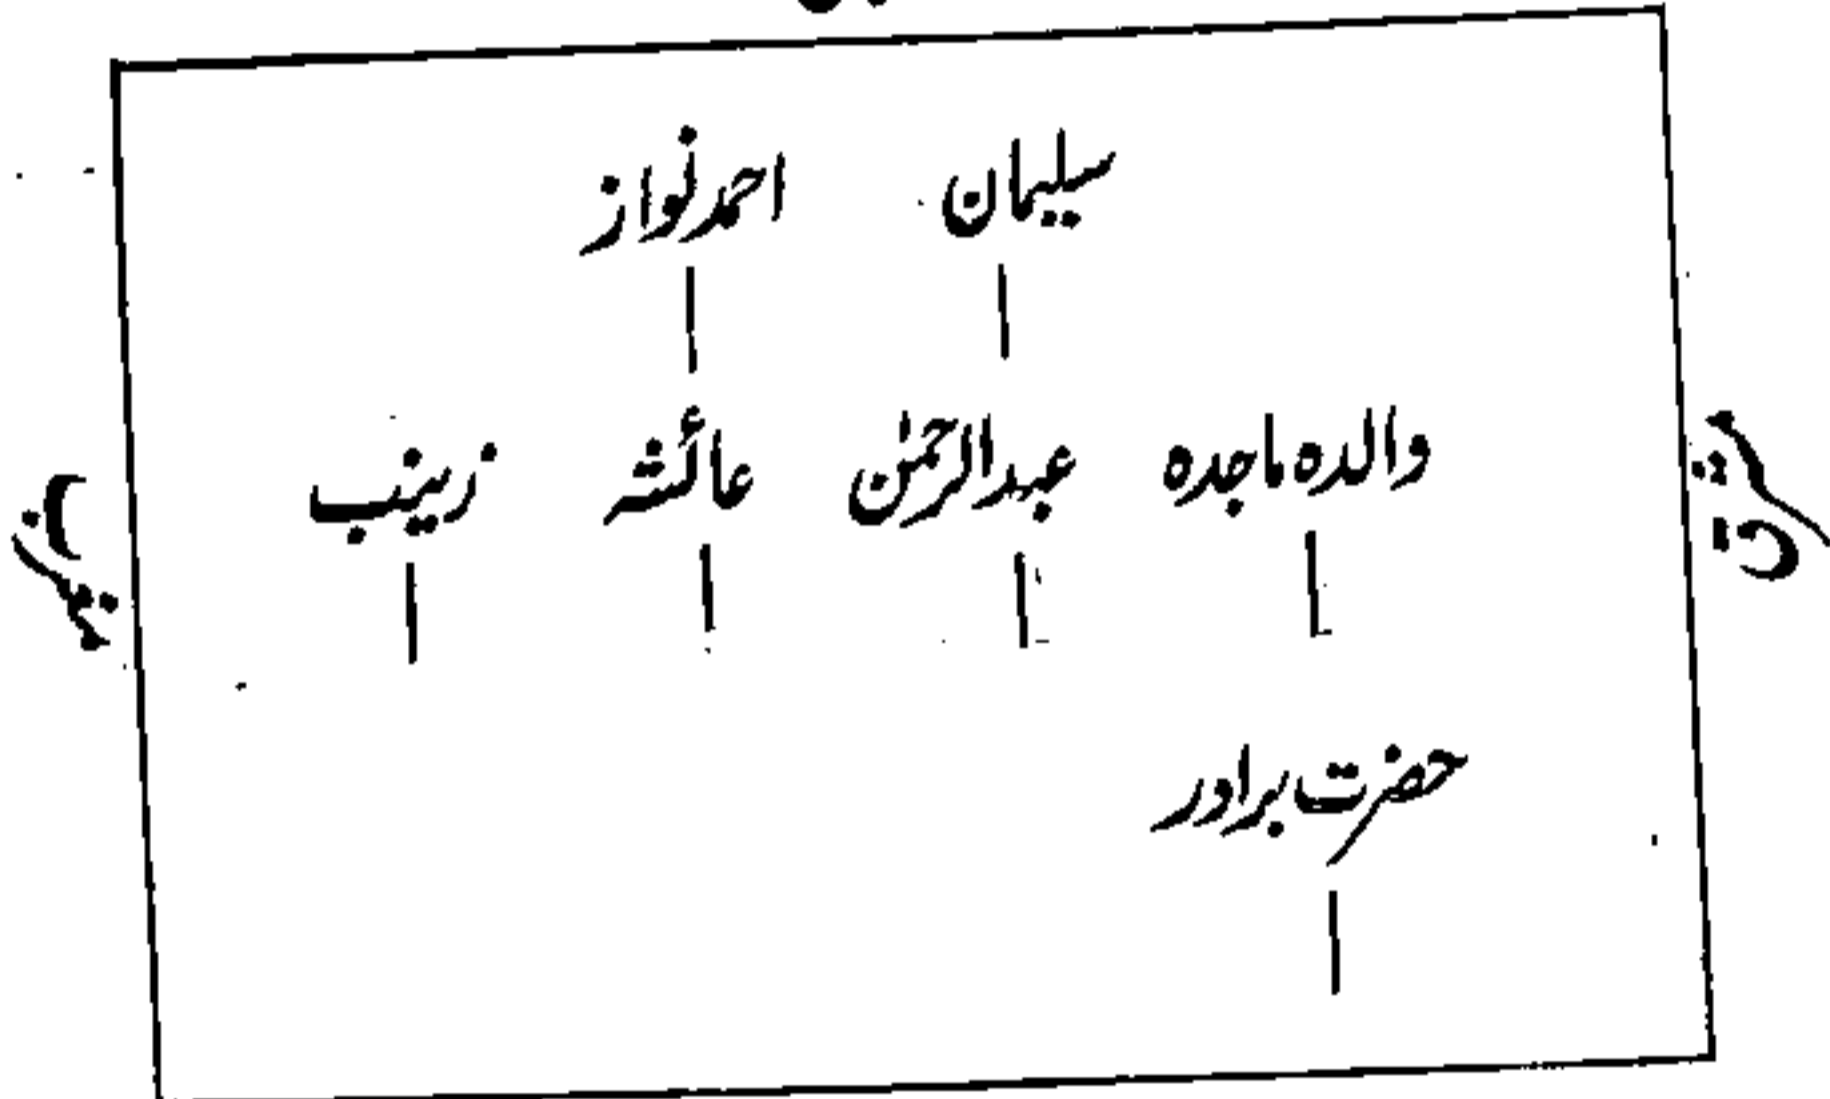 سلیمان احمد نواز
والدہ ماجدہ عبدالرحمٰن عائشہ زینب
حضرت برادر